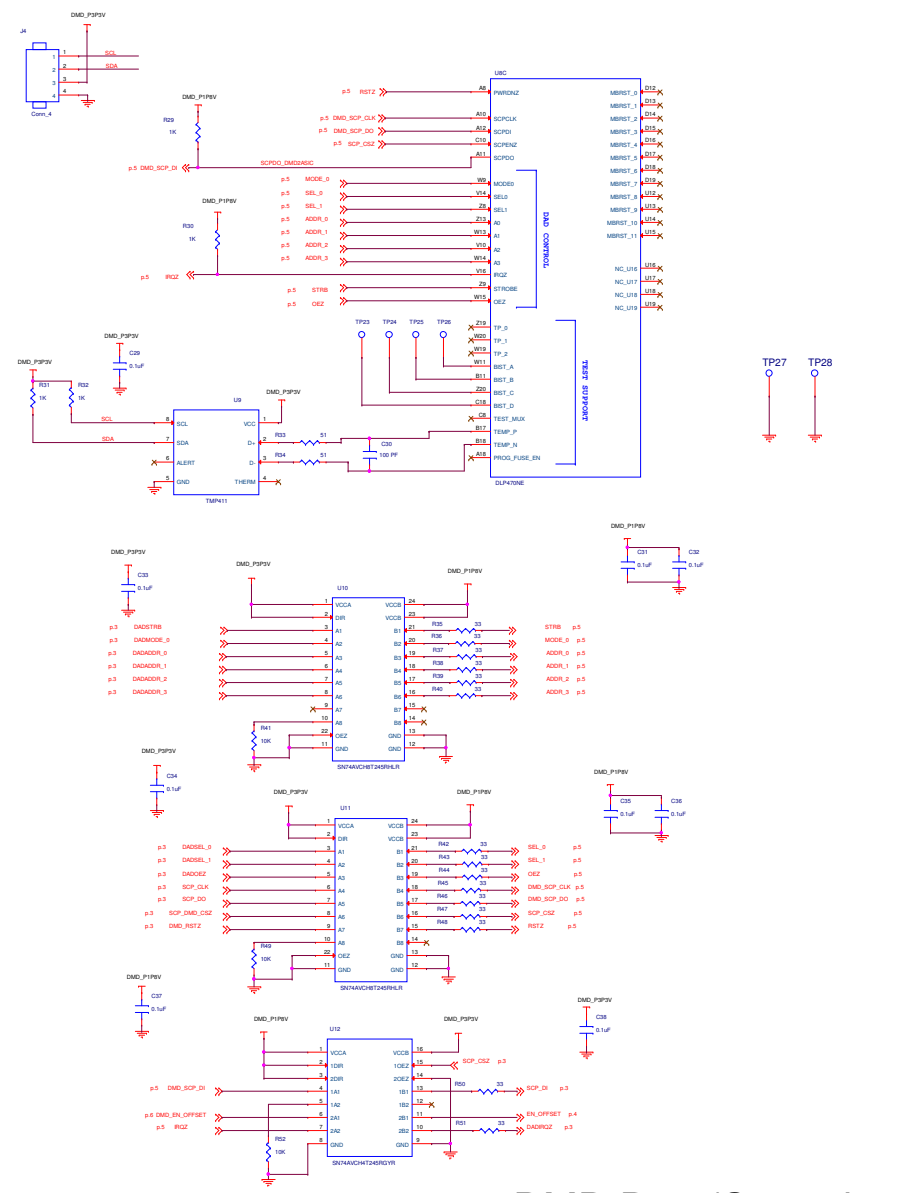 DMD_P3P3V
J4
1 1 SCL
2 2 SDA
3 3
4 4
Conn_4
DMD_P1P8V
R29
1K
p.5 DMD_SCP_DI
SCPDO_DMD2ASIC
DMD_P1P8V
R30
1K
p.5 IRQZ
U8C
p.5 RSTZ A8 PWRDNZ
p.5 DMD_SCP_CLK A10 SCPCLK
p.5 DMD_SCP_DO A12 SCPDI
p.5 SCP_CSZ C10 SCPENZ
A11 SCPDO
p.5 MODE_0 W9 MODE0
p.5 SEL_0 V14 SEL0
p.5 SEL_1 Z8 SEL1
p.5 ADDR_0 Z13 A0
p.5 ADDR_1 W13 A1
p.5 ADDR_2 V10 A2
p.5 ADDR_3 W14 A3
V16 IRQZ
p.5 STRB Z9 STROBE
p.5 OEZ W15 OEZ
DAD CONTROL
Z19 TP_0
W20 TP_1
W19 TP_2
W11 BIST_A
B11 BIST_B
Z20 BIST_C
C18 BIST_D
C8 TEST_MUX
B17 TEMP_P
B18 TEMP_N
A18 PROG_FUSE_EN
TEST SUPPORT
DLP470NE
MBRST_0 D12
MBRST_1 D13
MBRST_2 D14
MBRST_3 D15
MBRST_4 D16
MBRST_5 D17
MBRST_6 D18
MBRST_7 D19
MBRST_8 U12
MBRST_9 U13
MBRST_10 U14
MBRST_11 U15
NC_U16 U16
NC_U17 U17
NC_U18 U18
NC_U19 U19
TP23 TP24 TP25 TP26
TP27 TP28
DMD_P3P3V
C29
0.1uF
DMD_P3P3V
R31
1K
R32
1K
SCL
SDA
U9
DMD_P3P3V
8 SCL VCC 1
7 SDA D+ 2
6 ALERT D- 3
5 GND THERM 4
TMP411
R33 51
R34 51
C30
100 PF
DMD_P1P8V
C31
0.1uF
C32
0.1uF
DMD_P3P3V
C33
0.1uF
DMD_P3P3V
U10
DMD_P1P8V
1 VCCA VCCB 24
2 DIR VCCB 23
p.3 DADSTRB 3 A1 B1 21 R35 33 STRB p.5
p.3 DADMODE_0 4 A2 B2 20 R36 33 MODE_0 p.5
p.3 DADADDR_0 5 A3 B3 19 R37 33 ADDR_0 p.5
p.3 DADADDR_1 6 A4 B4 18 R38 33 ADDR_1 p.5
p.3 DADADDR_2 7 A5 B5 17 R39 33 ADDR_2 p.5
p.3 DADADDR_3 8 A6 B6 16 R40 33 ADDR_3 p.5
9 A7 B7 15
10 A8 B8 14
22 OEZ GND 13
11 GND GND 12
R41
10K
SN74AVCH8T245RHLR
DMD_P3P3V
C34
0.1uF
DMD_P1P8V
C35
0.1uF
C36
0.1uF
DMD_P3P3V
U11
DMD_P1P8V
1 VCCA VCCB 24
2 DIR VCCB 23
p.3 DADSEL_0 3 A1 B1 21 R42 33 SEL_0 p.5
p.3 DADSEL_1 4 A2 B2 20 R43 33 SEL_1 p.5
p.3 DADOEZ 5 A3 B3 19 R44 33 OEZ p.5
p.3 SCP_CLK 6 A4 B4 18 R45 33 DMD_SCP_CLK p.5
p.3 SCP_DO 7 A5 B5 17 R46 33 DMD_SCP_DO p.5
p.3 SCP_DMD_CSZ 8 A6 B6 16 R47 33 SCP_CSZ p.5
p.3 DMD_RSTZ 9 A7 B7 15 R48 33 RSTZ p.5
10 A8 B8 14
22 OEZ GND 13
11 GND GND 12
R49
10K
SN74AVCH8T245RHLR
DMD_P1P8V
C37
0.1uF
DMD_P3P3V
C38
0.1uF
DMD_P1P8V
U12
DMD_P3P3V
1 VCCA VCCB 16
2 1DIR 1OEZ 15 SCP_CSZ p.3
3 2DIR 2OEZ 14
p.5 DMD_SCP_DI 4 1A1 1B1 13 R50 33 SCP_DI p.3
5 1A2 1B2 12
p.6 DMD_EN_OFFSET 6 2A1 2B1 11 EN_OFFSET p.4
p.5 IRQZ 7 2A2 2B2 10 R51 33 DADIRQZ p.3
8 GND GND 9
R52
10K
SN74AVCH4T245RGYR